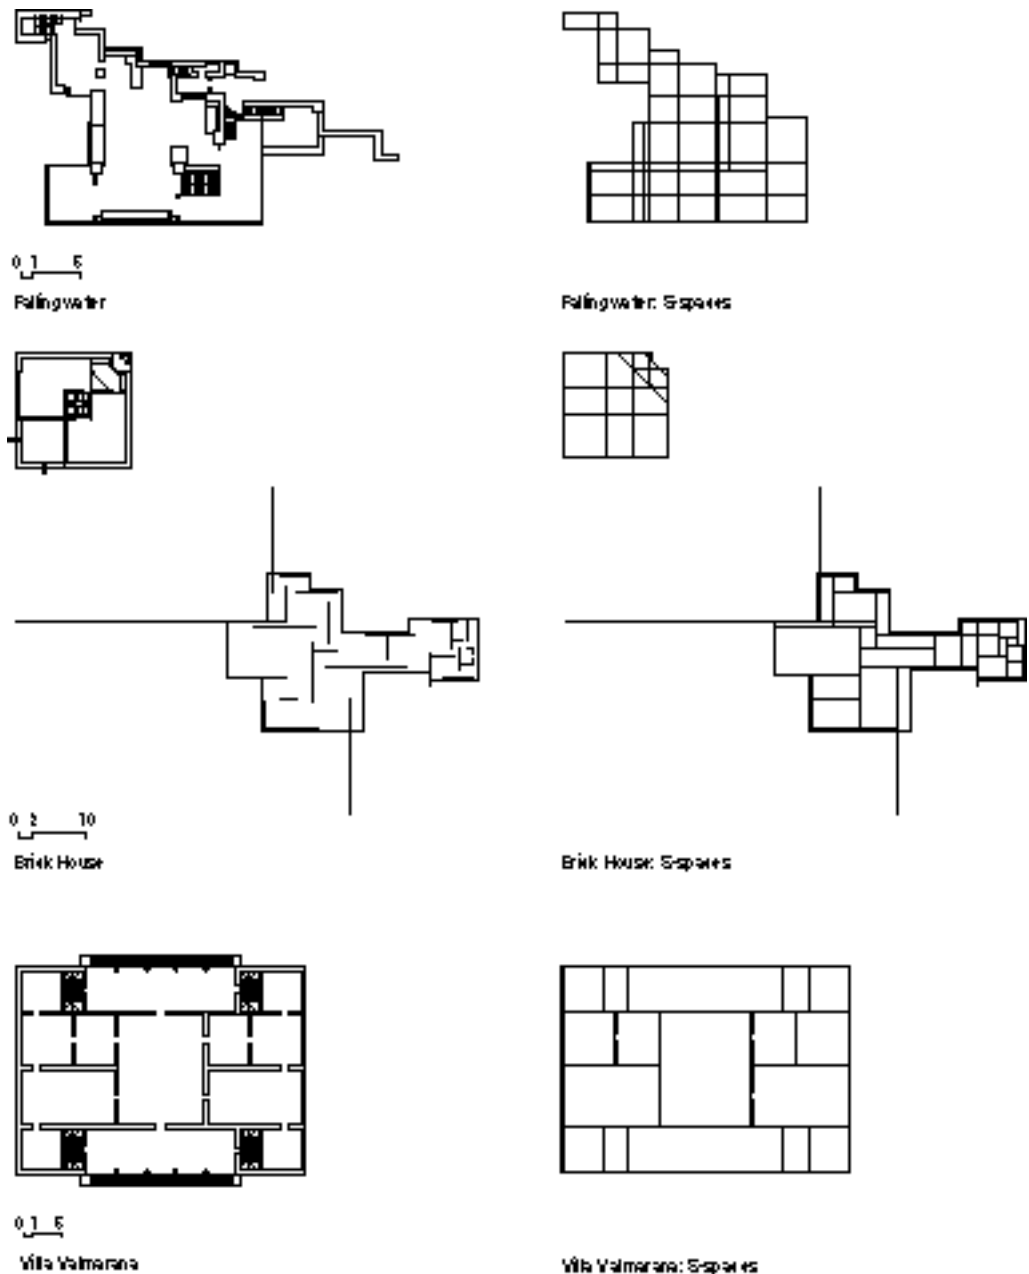 0 1 5
Fallingwater
Fallingwater: S-spaces
0 2 10
Brick House
Brick House: S-spaces
0 1 5
Villa Valmarana
Villa Valmarana: S-spaces